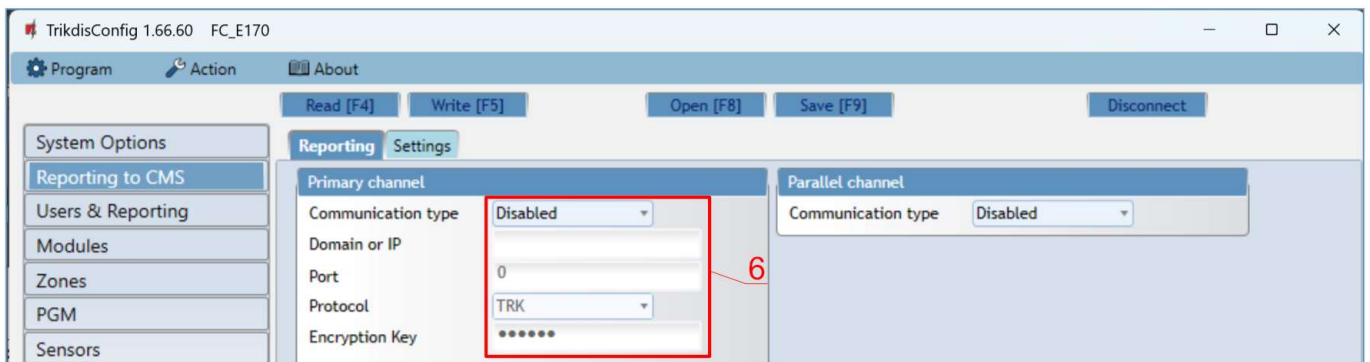 TrikdisConfig 1.66.60 FC_E170
Program Action About
Read [F4] Write [F5] Open [F8] Save [F9] Disconnect
System Options
Reporting to CMS
Users & Reporting
Modules
Zones
PGM
Sensors
Reporting Settings
Primary channel
Communication type Disabled
Domain or IP
Port 0
Protocol TRK
Encryption Key ••••••
6
Parallel channel
Communication type Disabled